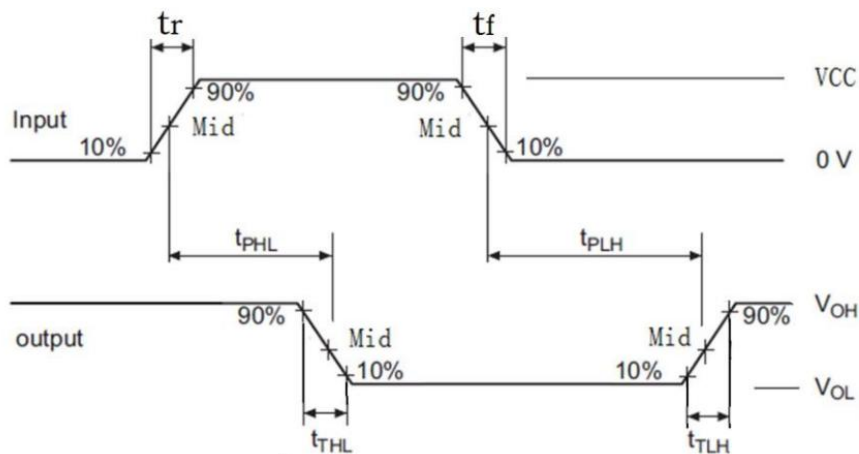 tr
tf
90%
90%
VCC
Input
Mid
Mid
10%
10%
0 V
tPHL
tPLH
VOH
90%
90%
output
Mid
Mid
10%
10%
VOL
tTHL
tTLH